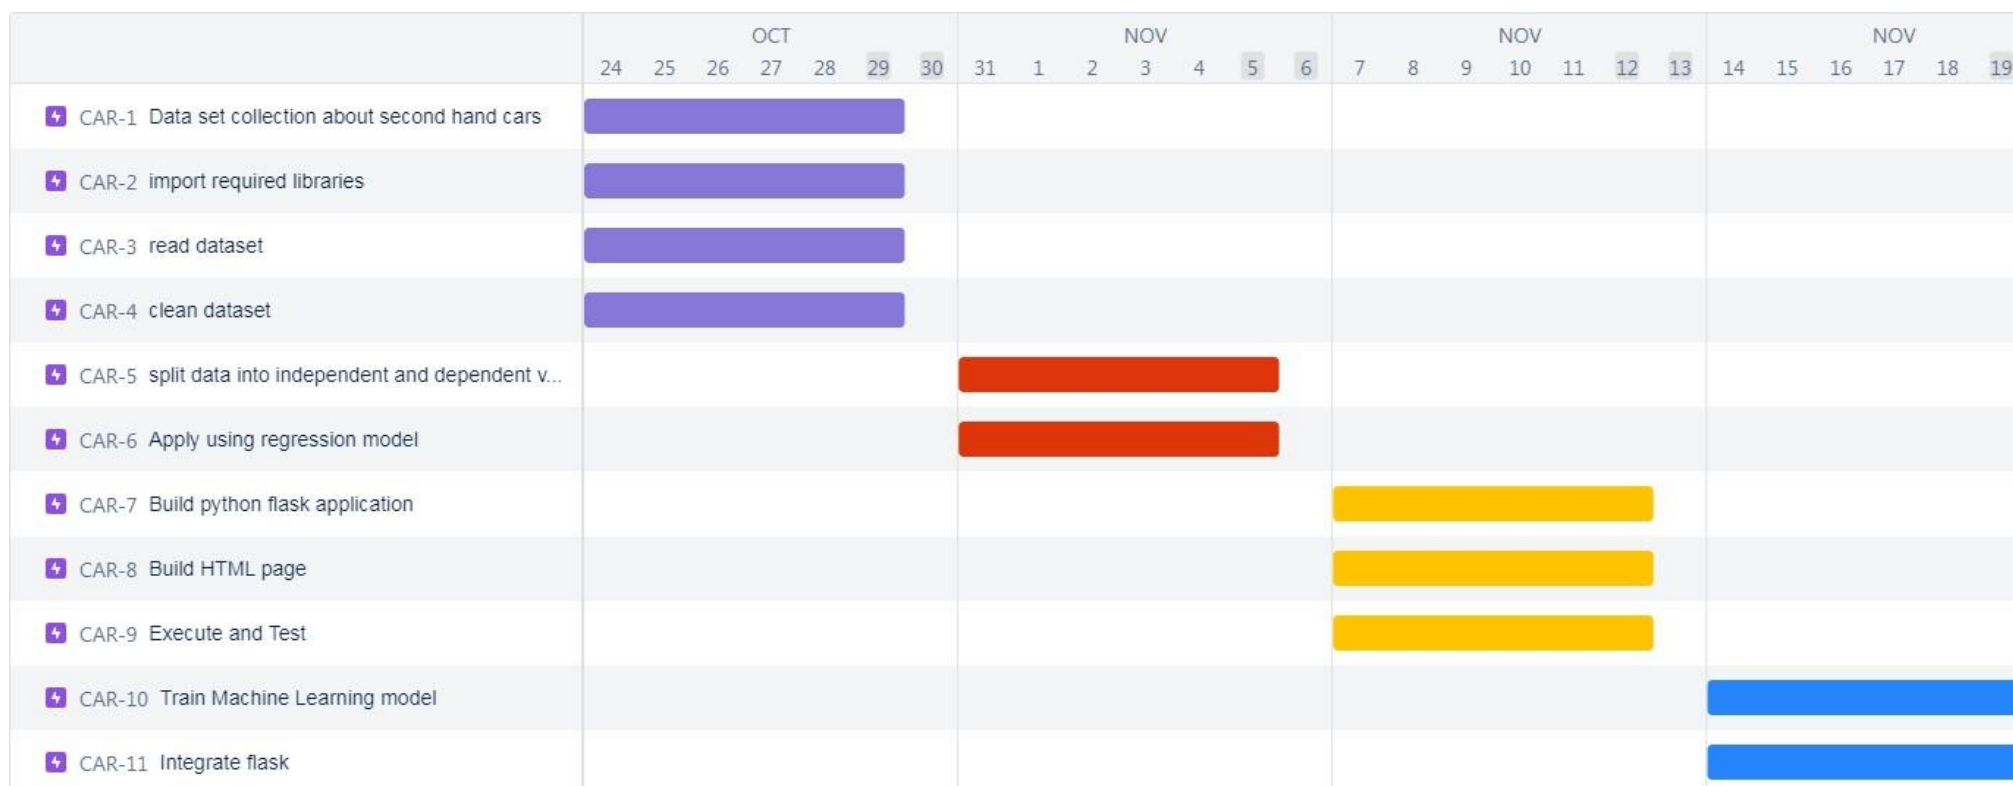 OCT NOV NOV NOV
24 25 26 27 28 29 30 31 1 2 3 4 5 6 7 8 9 10 11 12 13 14 15 16 17 18 19
CAR-1 Data set collection about second hand cars
CAR-2 import required libraries
CAR-3 read dataset
CAR-4 clean dataset
CAR-5 split data into independent and dependent v...
CAR-6 Apply using regression model
CAR-7 Build python flask application
CAR-8 Build HTML page
CAR-9 Execute and Test
CAR-10 Train Machine Learning model
CAR-11 Integrate flask